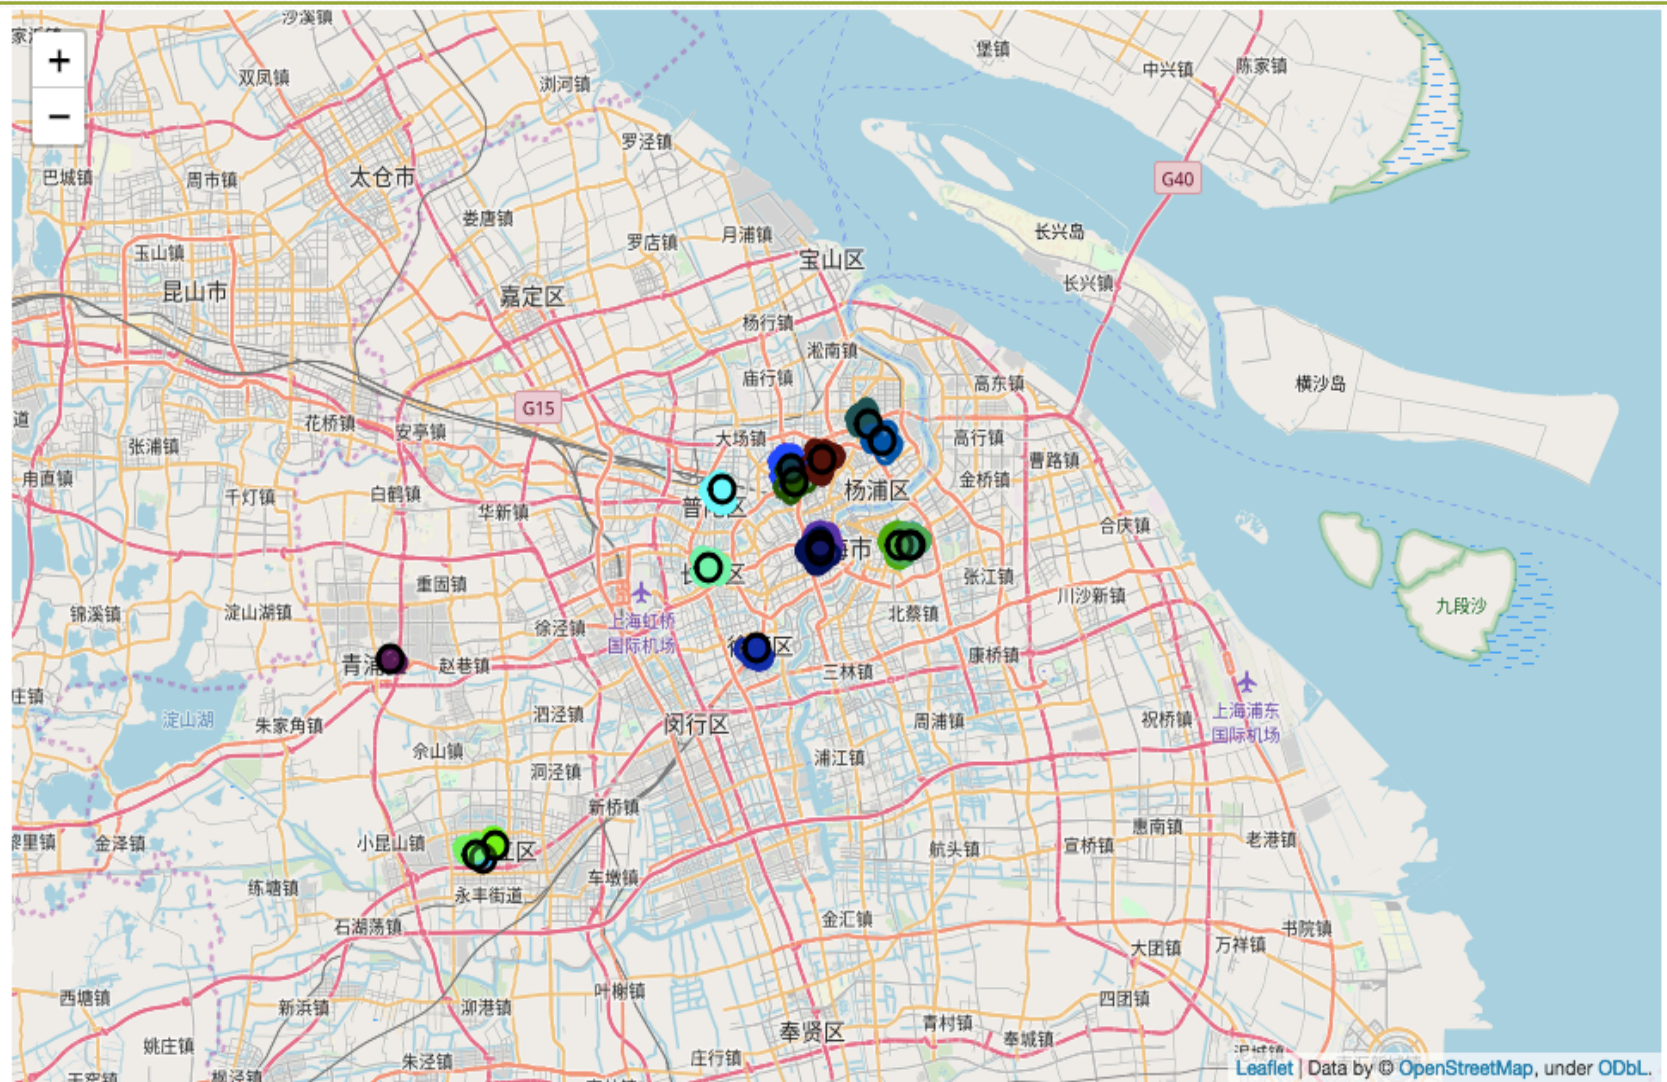 沙溪镇
+
−
双凤镇
浏河镇
堡镇
中兴镇
陈家镇
罗泾镇
巴城镇
周市镇
太仓市
G40
娄唐镇
罗店镇
月浦镇
长兴岛
玉山镇
宝山区
昆山市
嘉定区
长兴镇
杨行镇
淞南镇
庙行镇
高东镇
横沙岛
G15
道
花桥镇
安亭镇
张浦镇
大场镇
高行镇
曹路镇
甪直镇
千灯镇
白鹤镇
华新镇
杨浦区
金桥镇
合庆镇
海市
重固镇
张江镇
锦溪镇
淀山湖镇
徐泾镇
上海虹桥
国际机场
北蔡镇
川沙新镇
九段沙
赵巷镇
三林镇
康桥镇
庄镇
淀山湖
朱家角镇
泗泾镇
闵行区
周浦镇
祝桥镇
上海浦东
国际机场
佘山镇
洞泾镇
浦江镇
新桥镇
惠南镇
金泽镇
小昆山镇
航头镇
宣桥镇
老港镇
练塘镇
永丰街道
车墩镇
石湖荡镇
金汇镇
书院镇
大团镇
万祥镇
西塘镇
新浜镇
泖港镇
叶榭镇
四团镇
姚庄镇
朱泾镇
庄行镇
奉贤区
青村镇
奉城镇
Leaflet | Data by © OpenStreetMap, under ODbL.